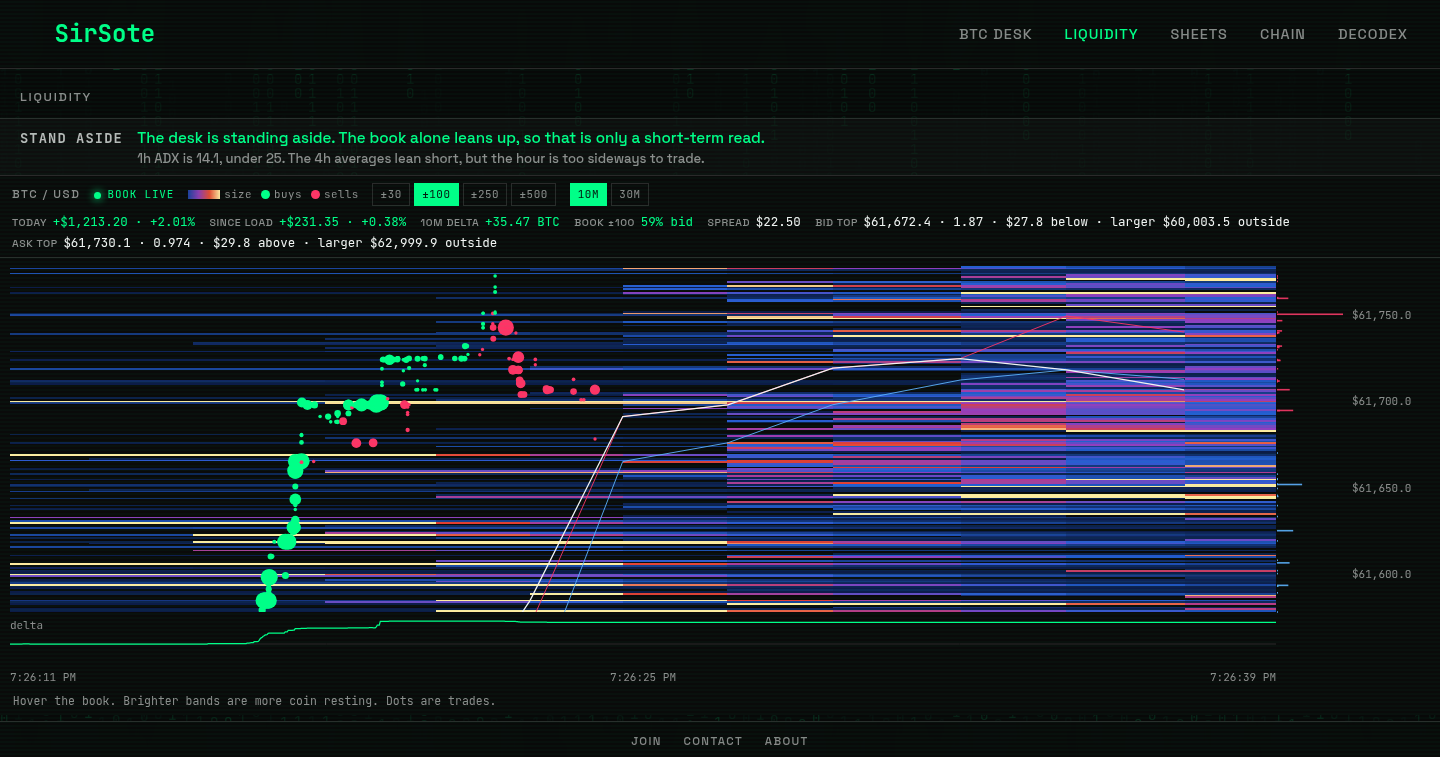 SirSote
BTC DESK LIQUIDITY SHEETS CHAIN DECODEX
LIQUIDITY
STAND ASIDE The desk is standing aside. The book alone leans up, so that is only a short-term read.
1h ADX is 14.1, under 25. The 4h averages lean short, but the hour is too sideways to trade.
BTC / USD BOOK LIVE size buys sells ±30 ±100 ±250 ±500 10M 30M
TODAY +$1,213.20 · +2.01% SINCE LOAD +$231.35 · +0.38% 10M DELTA +35.47 BTC BOOK ±100 59% bid SPREAD $22.50 BID TOP $61,672.4 · 1.87 · $27.8 below · larger $60,003.5 outside
ASK TOP $61,730.1 · 0.974 · $29.8 above · larger $62,999.9 outside
$61,750.0
$61,700.0
$61,650.0
$61,600.0
delta
7:26:11 PM 7:26:25 PM 7:26:39 PM
Hover the book. Brighter bands are more coin resting. Dots are trades.
JOIN CONTACT ABOUT